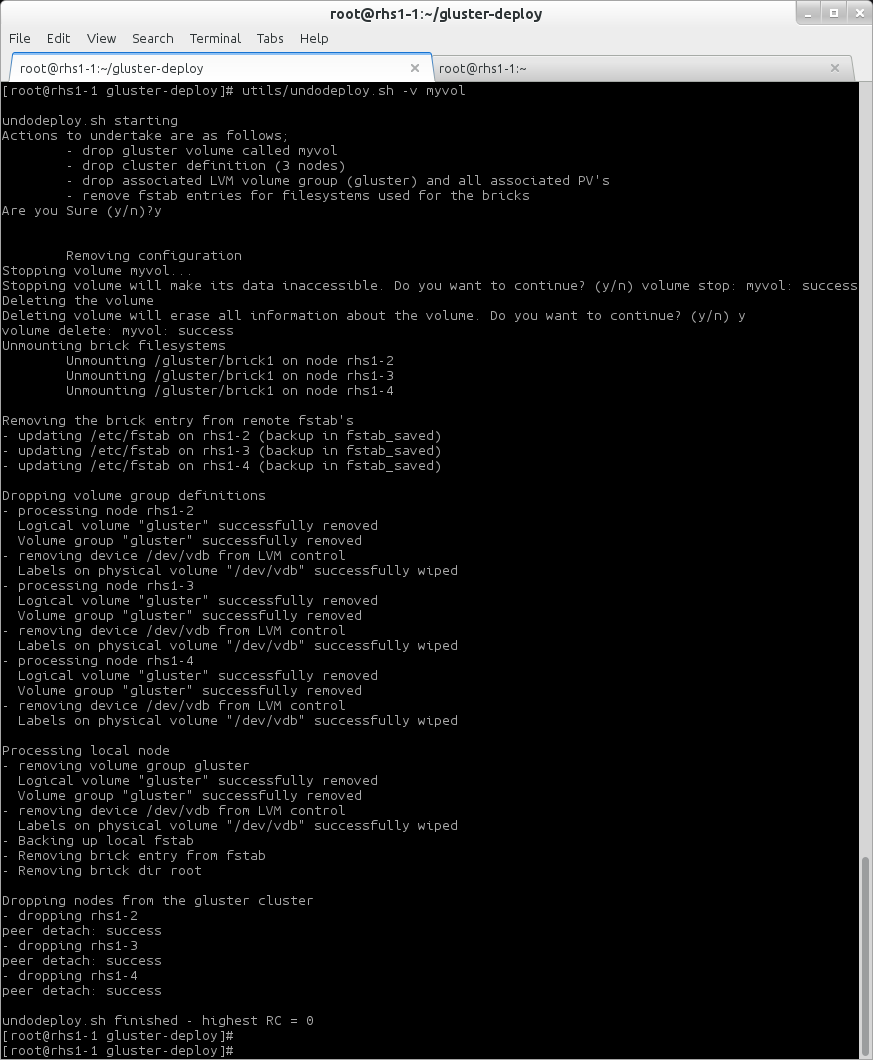 root@rhs1-1:~/gluster-deploy
File Edit View Search Terminal Tabs Help
root@rhs1-1:~/gluster-deploy root@rhs1-1:~
[root@rhs1-1 gluster-deploy]# utils/undodeploy.sh -v myvol
undodeploy.sh starting
Actions to undertake are as follows;
- drop gluster volume called myvol
- drop cluster definition (3 nodes)
- drop associated LVM volume group (gluster) and all associated PV's
- remove fstab entries for filesystems used for the bricks
Are you Sure (y/n)?y
Removing configuration
Stopping volume myvol...
Stopping volume will make its data inaccessible. Do you want to continue? (y/n) volume stop: myvol: success
Deleting the volume
Deleting volume will erase all information about the volume. Do you want to continue? (y/n) y
volume delete: myvol: success
Unmounting brick filesystems
Unmounting /gluster/brick1 on node rhs1-2
Unmounting /gluster/brick1 on node rhs1-3
Unmounting /gluster/brick1 on node rhs1-4
Removing the brick entry from remote fstab's
- updating /etc/fstab on rhs1-2 (backup in fstab_saved)
- updating /etc/fstab on rhs1-3 (backup in fstab_saved)
- updating /etc/fstab on rhs1-4 (backup in fstab_saved)
Dropping volume group definitions
- processing node rhs1-2
Logical volume "gluster" successfully removed
Volume group "gluster" successfully removed
- removing device /dev/vdb from LVM control
Labels on physical volume "/dev/vdb" successfully wiped
- processing node rhs1-3
Logical volume "gluster" successfully removed
Volume group "gluster" successfully removed
- removing device /dev/vdb from LVM control
Labels on physical volume "/dev/vdb" successfully wiped
- processing node rhs1-4
Logical volume "gluster" successfully removed
Volume group "gluster" successfully removed
- removing device /dev/vdb from LVM control
Labels on physical volume "/dev/vdb" successfully wiped
Processing local node
- removing volume group gluster
Logical volume "gluster" successfully removed
Volume group "gluster" successfully removed
- removing device /dev/vdb from LVM control
Labels on physical volume "/dev/vdb" successfully wiped
- Backing up local fstab
- Removing brick entry from fstab
- Removing brick dir root
Dropping nodes from the gluster cluster
- dropping rhs1-2
peer detach: success
- dropping rhs1-3
peer detach: success
- dropping rhs1-4
peer detach: success
undodeploy.sh finished - highest RC = 0
[root@rhs1-1 gluster-deploy]#
[root@rhs1-1 gluster-deploy]#